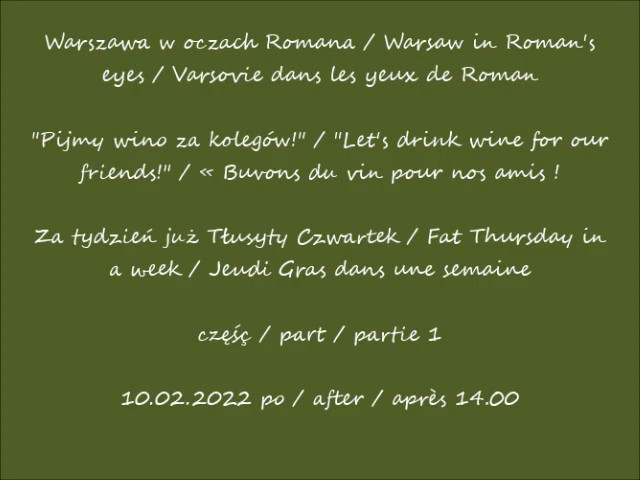 Warszawa w oczach Romana / Warsaw in Roman's
eyes / Varsovie dans les yeux de Roman
"Pijmy wino za kolegów!" / "Let's drink wine for our
friends!" / « Buvons du vin pour nos amis !
Za tydzień już Tłusyty Czwartek / Fat Thursday in
a week / Jeudi Gras dans une semaine
częśç / part / partie 1
10.02.2022 po / after / après 14.00